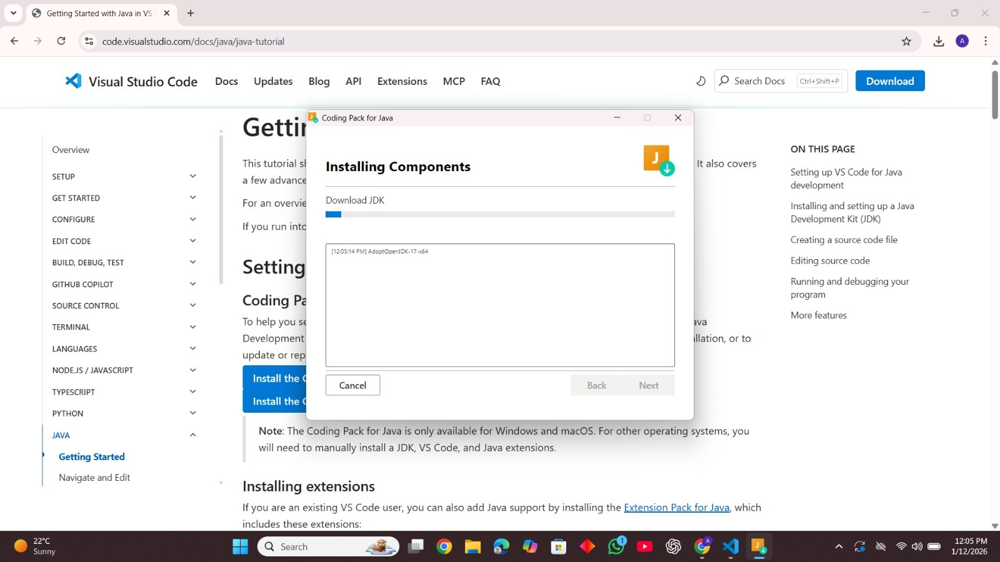 Getting Started with Java in VS
code.visualstudio.com/docs/java/java-tutorial
A
Visual Studio Code
Docs
Updates
Blog
API
Extensions
MCP
FAQ
Search Docs
Ctrl+Shift+P
Download
Overview
SETUP
GET STARTED
CONFIGURE
EDIT CODE
BUILD, DEBUG, TEST
GITHUB COPILOT
SOURCE CONTROL
TERMINAL
LANGUAGES
NODE.JS / JAVASCRIPT
TYPESCRIPT
PYTHON
JAVA
Getting Started
Navigate and Edit
Getti
This tutorial s
It also covers
a few advance
For an overvie
If you run into
Setting
Coding Pa
To help you se
ava
Development
llation, or to
update or rep
Install the C
Install the C
Note: The Coding Pack for Java is only available for Windows and macOS. For other operating systems, you
will need to manually install a JDK, VS Code, and Java extensions.
Installing extensions
If you are an existing VS Code user, you can also add Java support by installing the Extension Pack for Java, which
includes these extensions:
Coding Pack for Java
Installing Components
J
Download JDK
[12:05:14 PM] AdoptOpenJDK-17-x64
Cancel
Back
Next
ON THIS PAGE
Setting up VS Code for Java
development
Installing and setting up a Java
Development Kit (JDK)
Creating a source code file
Editing source code
Running and debugging your
program
More features
22°C
Sunny
Search
1
A
J
12:05 PM
1/12/2026